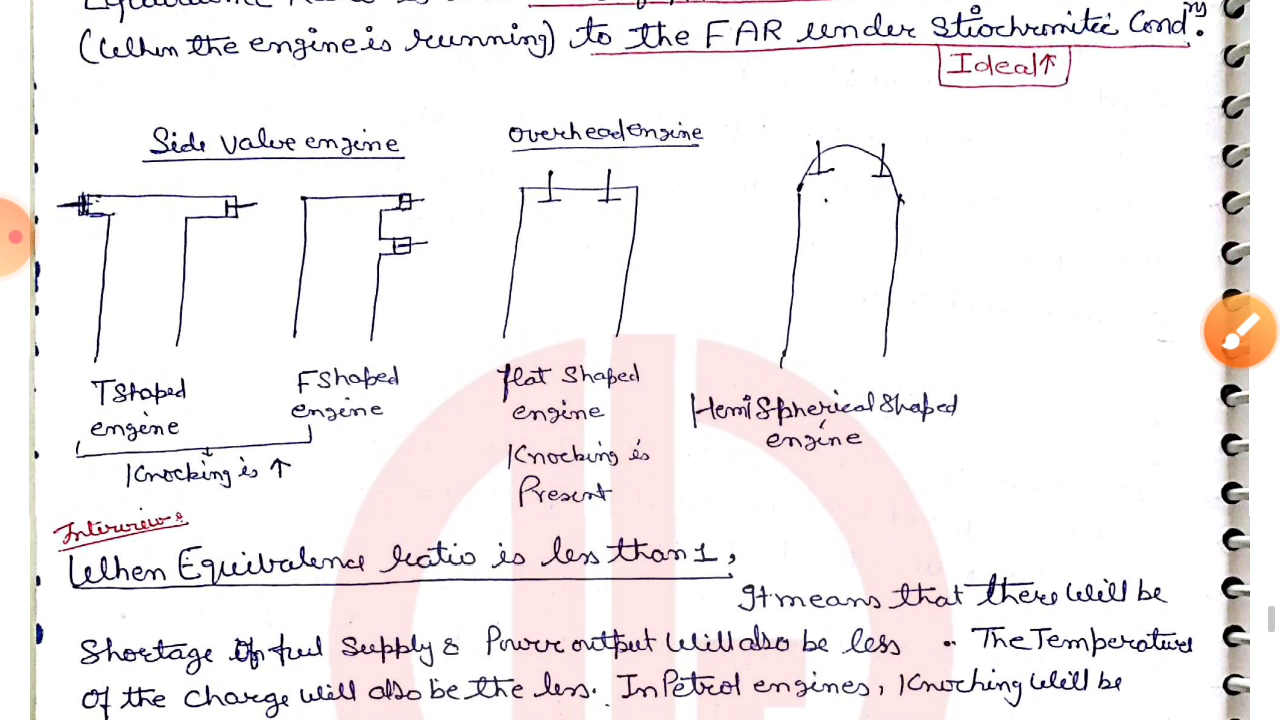 (When the engine is running) to the FAR under Stiochromitic Condn.
Ideal↑
Side valve engine
overhead Engine
T Shaped
engine
F Shaped
engine
Knocking is ↑
flat Shaped
engine
Knocking is
Present
Hemi Spherical Shaped
engine
Interview:
When Equivalence ratio is less than 1,
It means that there will be
Shortage of fuel Supply & Power output will also be less .. The Temperature
of the charge will also be the less. In Petrol engines, Knocking will be